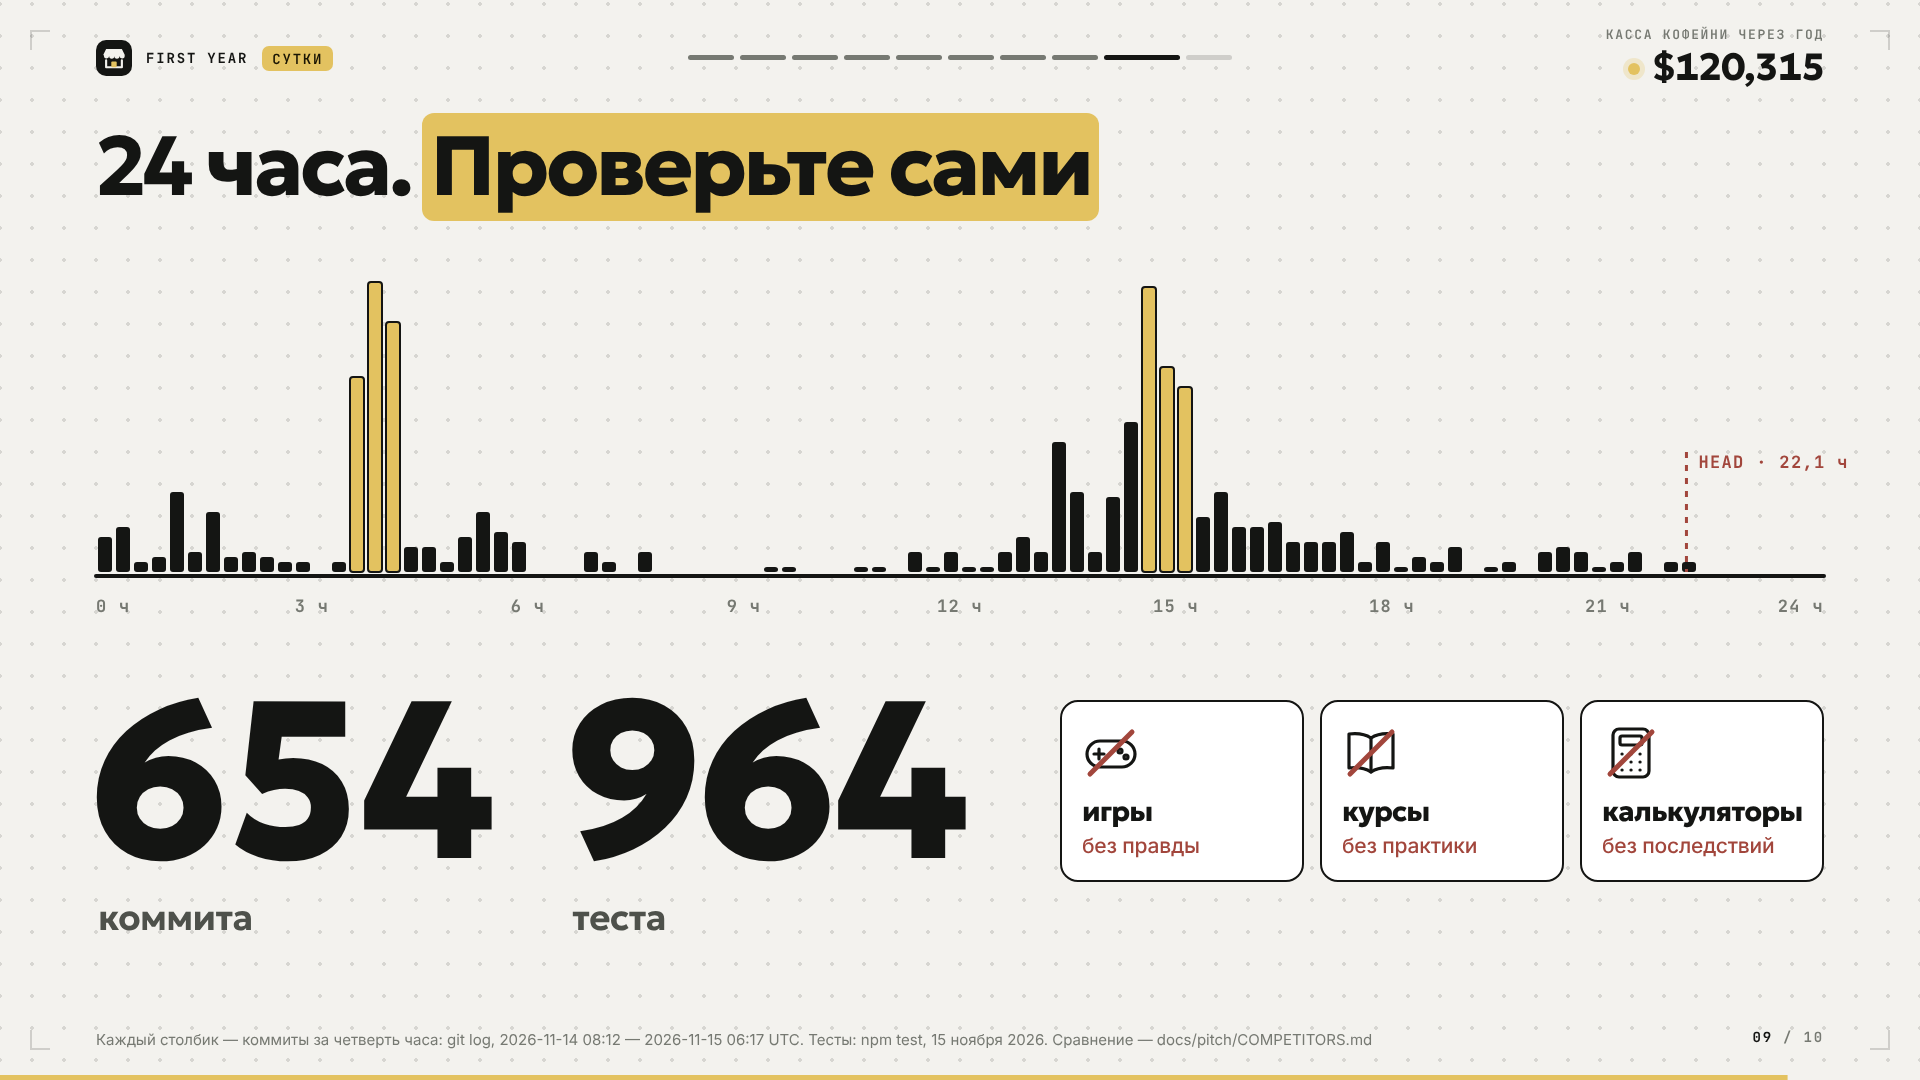 FIRST YEAR
СУТКИ
КАССА КОФЕЙНИ ЧЕРЕЗ ГОД
$120,315
24 часа. Проверьте сами
HEAD · 22,1 ч
0 ч 3 ч 6 ч 9 ч 12 ч 15 ч 18 ч 21 ч 24 ч
654
коммита
964
теста
игры
без правды
курсы
без практики
калькуляторы
без последствий
Каждый столбик — коммиты за четверть часа: git log, 2026-11-14 08:12 — 2026-11-15 06:17 UTC. Тесты: npm test, 15 ноября 2026. Сравнение — docs/pitch/COMPETITORS.md
09 / 10